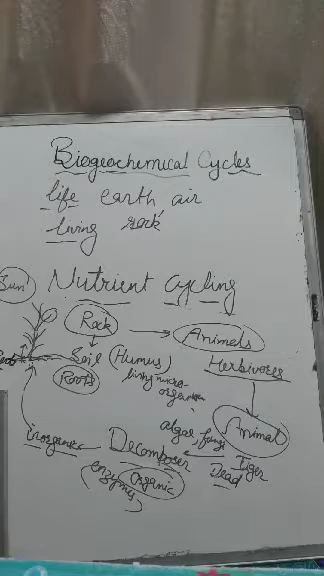 Biogeochemical Cycles
life earth air
living rock
Sun Nutrient Cycling
Rock Animals
Soil (Humus) Herbivores
Roots living micro-
organism
algae, fungi Animal
inorganic Decomposer Tiger
enzymes Organic Dead